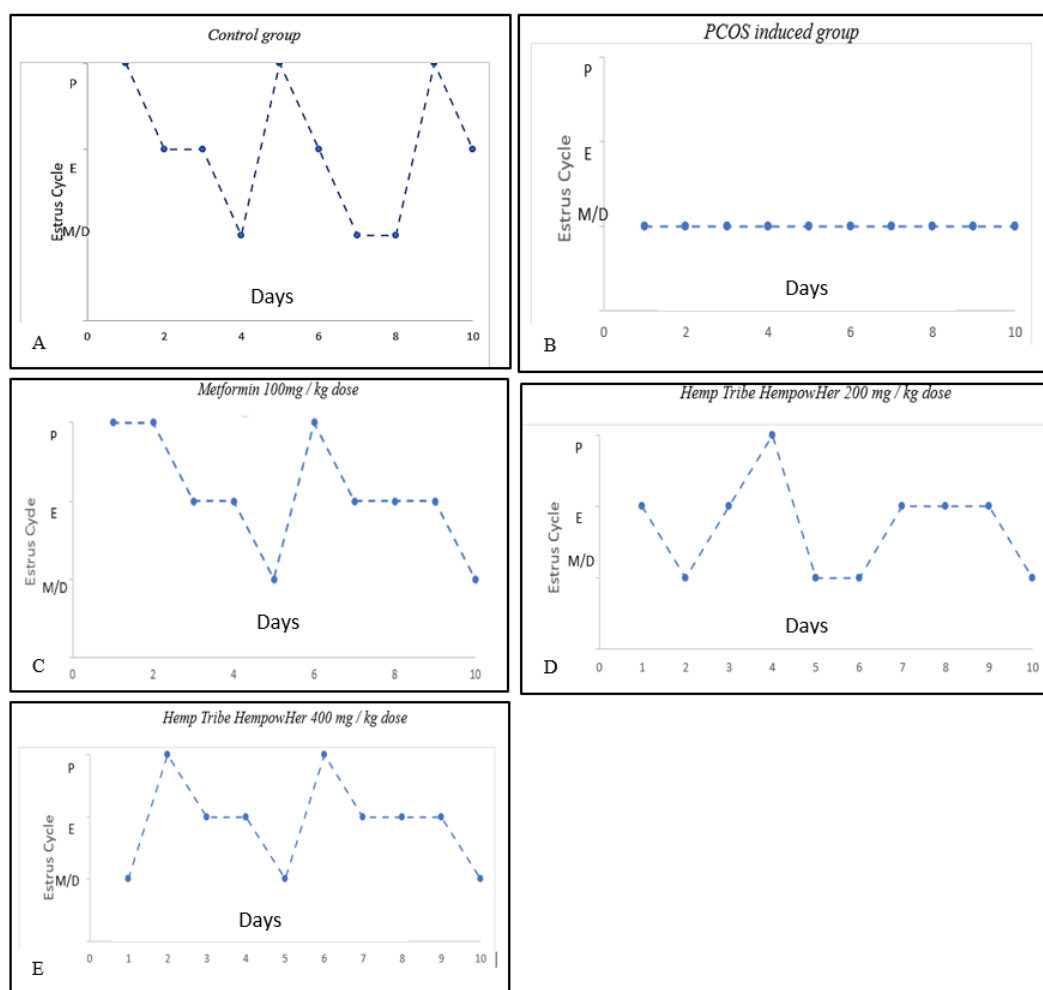 Control group
P
E
M/D
Estrus Cycle
Days
0 2 4 6 8 10
A
PCOS induced group
P
E
M/D
Estrus Cycle
Days
0 2 4 6 8 10
B
Metformin 100mg / kg dose
P
E
M/D
Estrus Cycle
Days
0 2 4 6 8 10
C
Hemp Tribe HempowHer 200 mg / kg dose
P
E
M/D
Estrus Cycle
Days
0 1 2 3 4 5 6 7 8 9 10
D
Hemp Tribe HempowHer 400 mg / kg dose
P
E
M/D
Estrus Cycle
Days
0 1 2 3 4 5 6 7 8 9 10
E